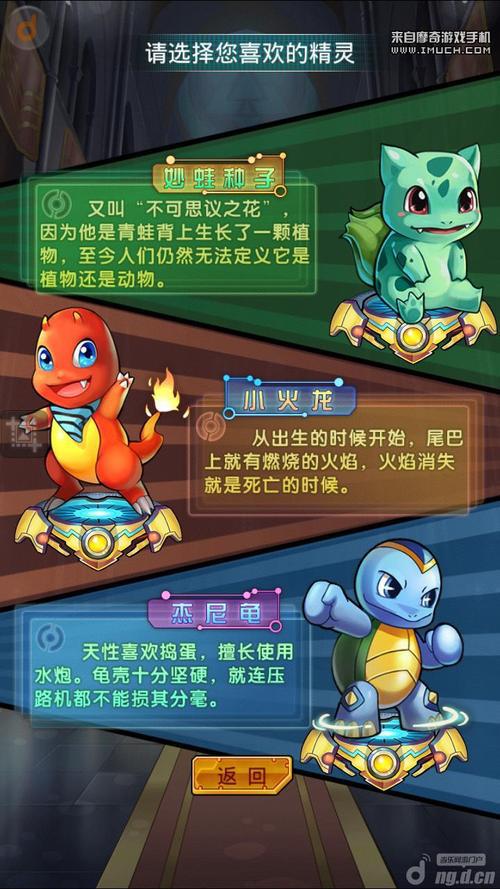 来自摩奇游戏手机
www.imuch.com
请选择您喜欢的精灵
妙蛙种子
又叫“不可思议之花”，
因为他是青蛙背上生长了一颗植
物，至今人们仍然无法定义它是
植物还是动物。
小火龙
从出生的时候开始，尾巴
上就有燃烧的火焰，火焰消失
就是死亡的时候。
杰尼龟
天性喜欢捣蛋，擅长使用
水炮。龟壳十分坚硬，就连压
路机都不能损其分毫。
返回
当乐网游门户
ng.d.cn